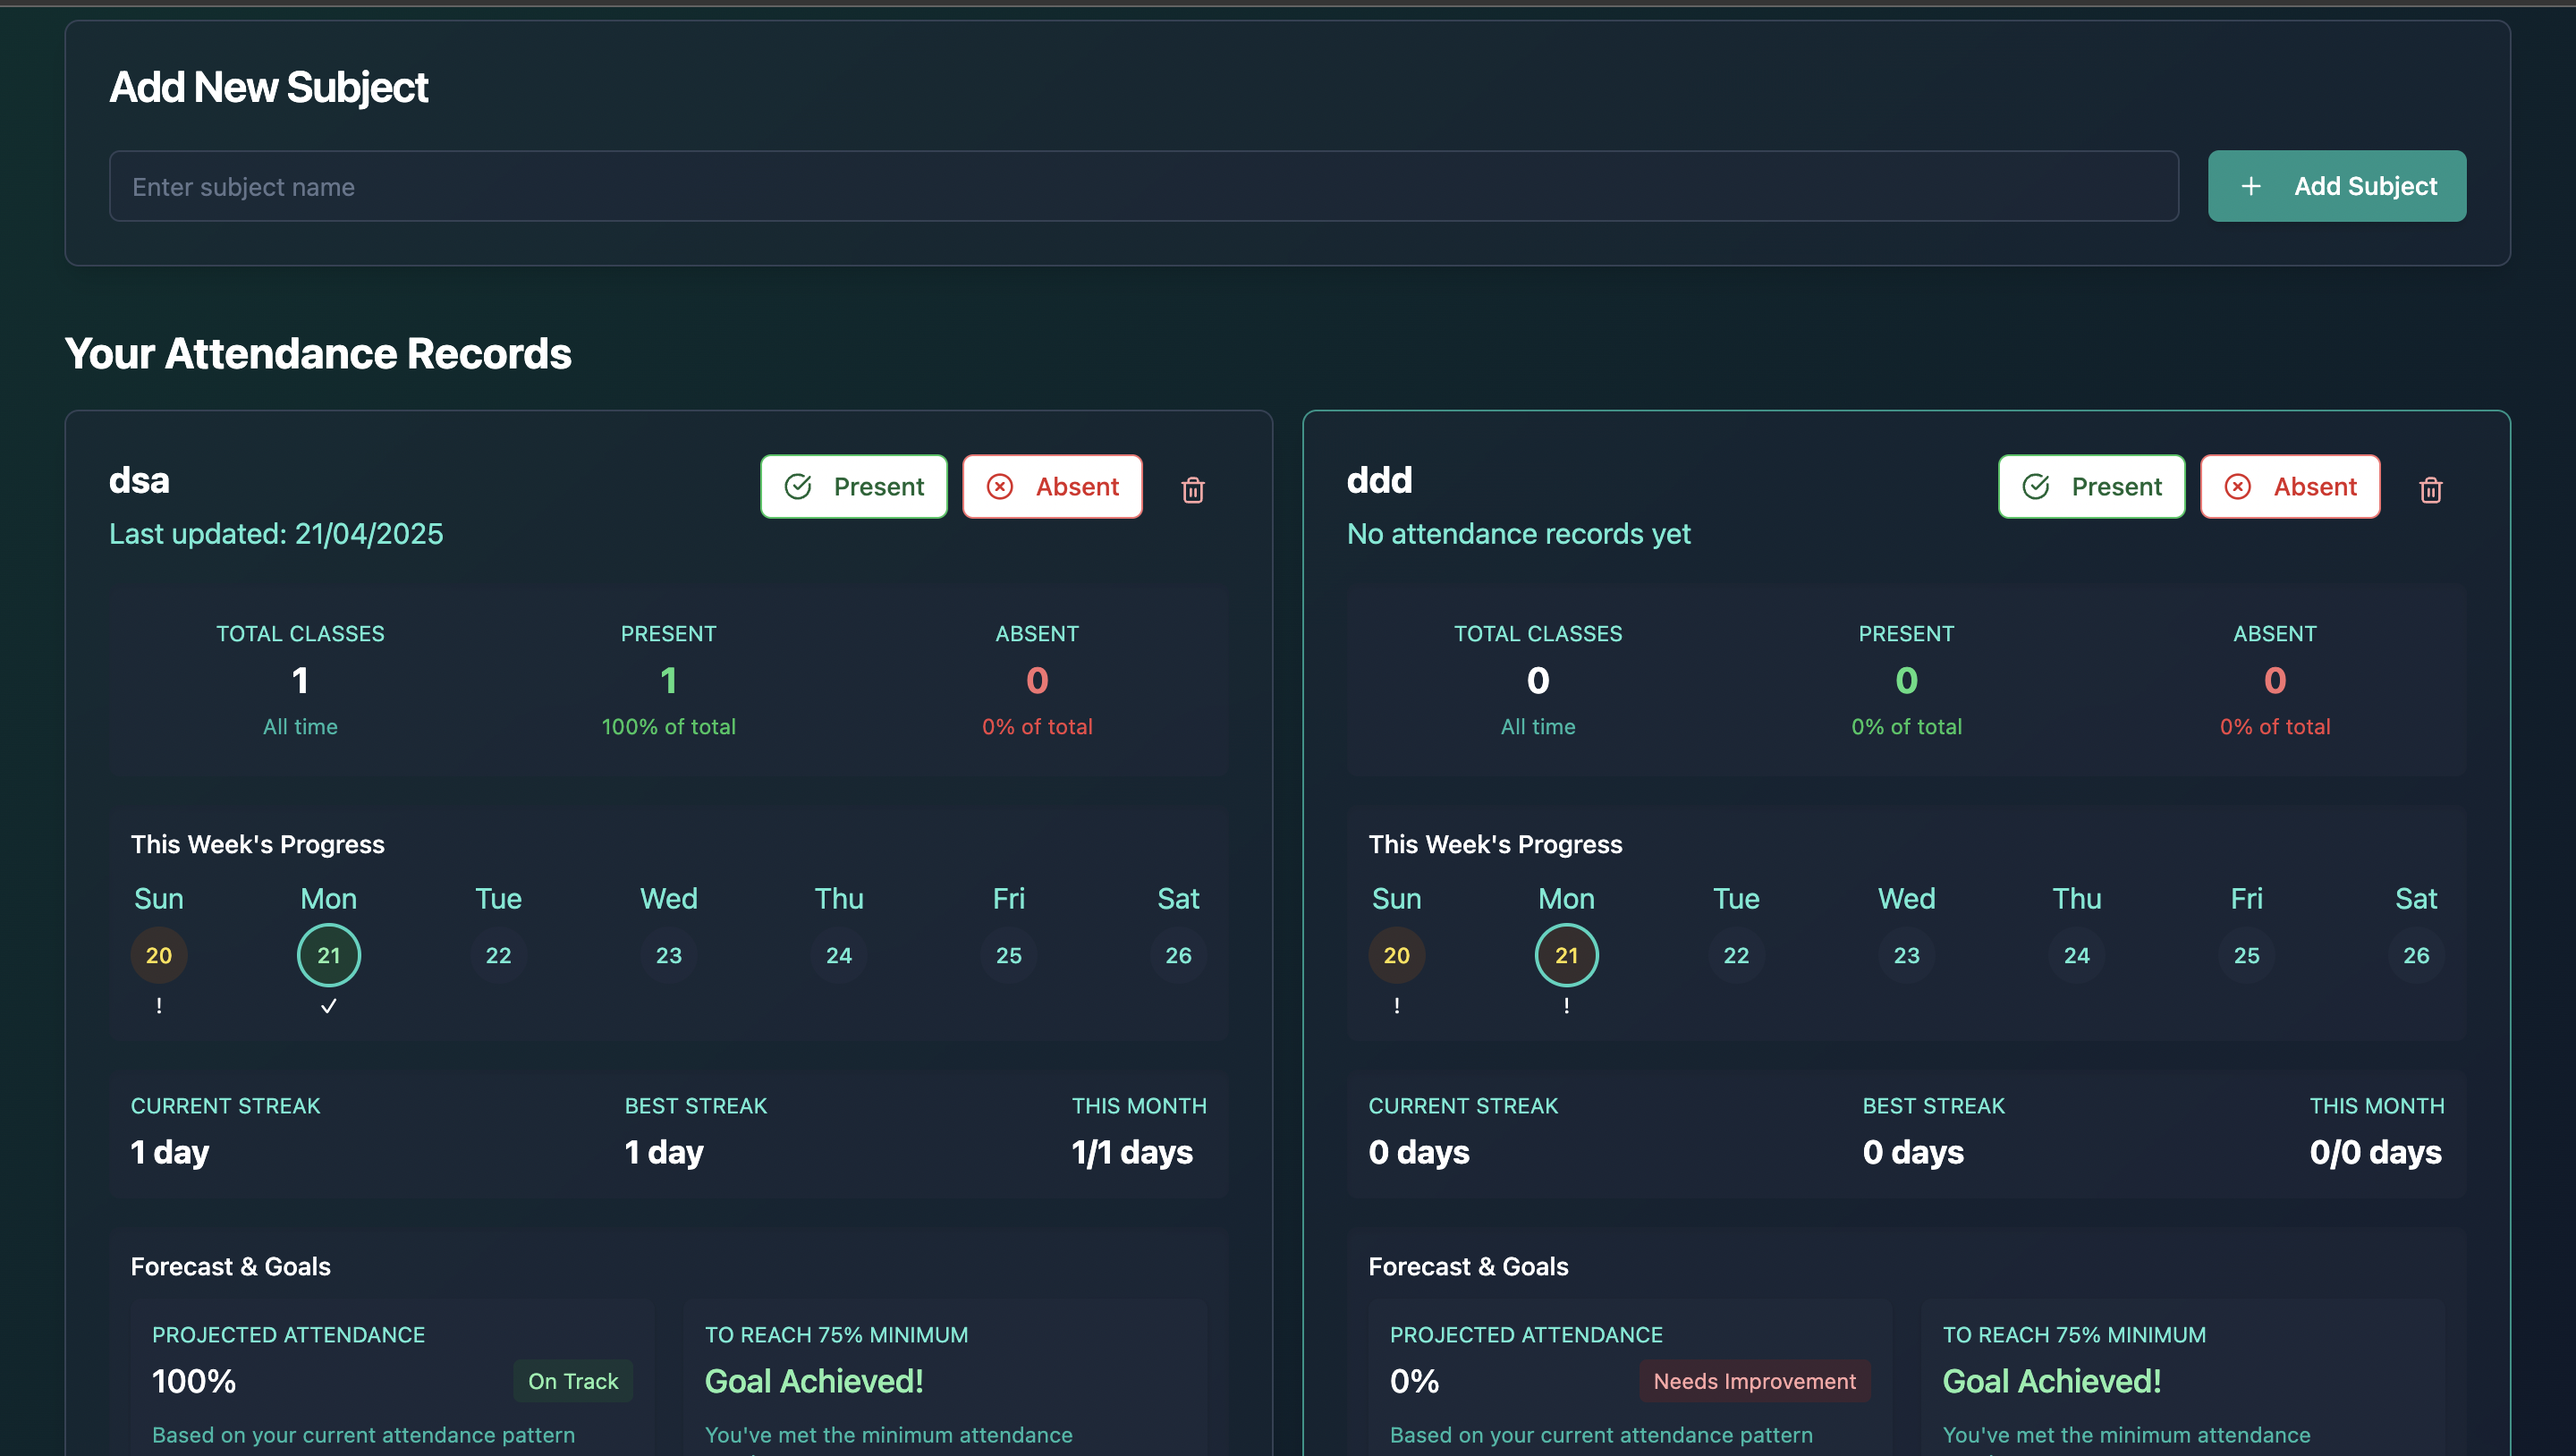 Add New Subject
Enter subject name
+ Add Subject
Your Attendance Records
dsa
Present
Absent
Last updated: 21/04/2025
TOTAL CLASSES PRESENT ABSENT
1 1 0
All time 100% of total 0% of total
This Week's Progress
Sun Mon Tue Wed Thu Fri Sat
20 21 22 23 24 25 26
! ✓
CURRENT STREAK BEST STREAK THIS MONTH
1 day 1 day 1/1 days
Forecast & Goals
PROJECTED ATTENDANCE
100% On Track
Based on your current attendance pattern
TO REACH 75% MINIMUM
Goal Achieved!
You've met the minimum attendance
ddd
Present
Absent
No attendance records yet
TOTAL CLASSES PRESENT ABSENT
0 0 0
All time 0% of total 0% of total
This Week's Progress
Sun Mon Tue Wed Thu Fri Sat
20 21 22 23 24 25 26
! !
CURRENT STREAK BEST STREAK THIS MONTH
0 days 0 days 0/0 days
Forecast & Goals
PROJECTED ATTENDANCE
0% Needs Improvement
Based on your current attendance pattern
TO REACH 75% MINIMUM
Goal Achieved!
You've met the minimum attendance